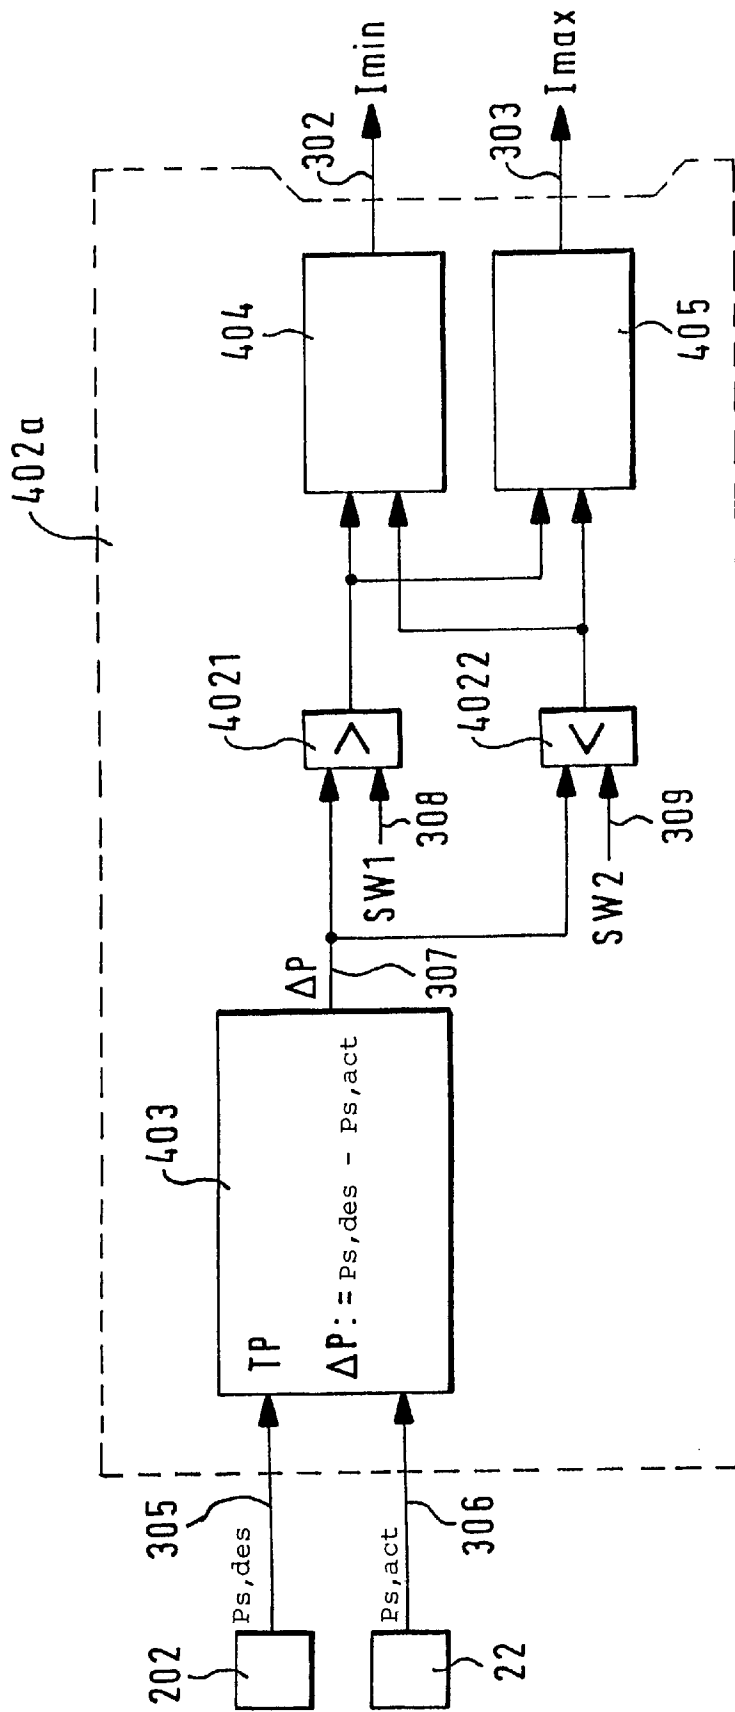 402a
202
Ps,des
305
22
Ps,act
306
403
TP
ΔP:=Ps,des - Ps,act
ΔP
307
4021
>
SW1
308
4022
<
SW2
309
404
405
302
Imin
303
Imax